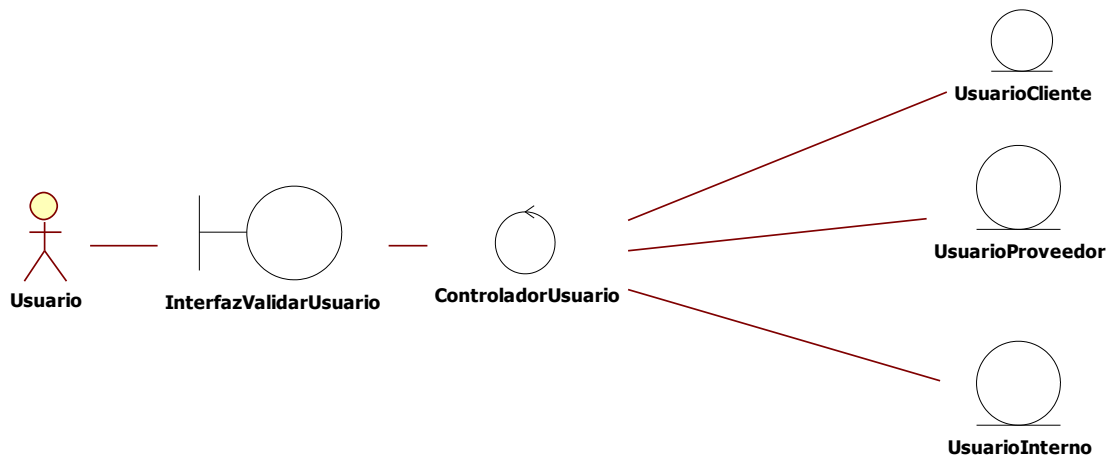 UsuarioCliente
UsuarioProveedor
Usuario
InterfazValidarUsuario
ControladorUsuario
UsuarioInterno